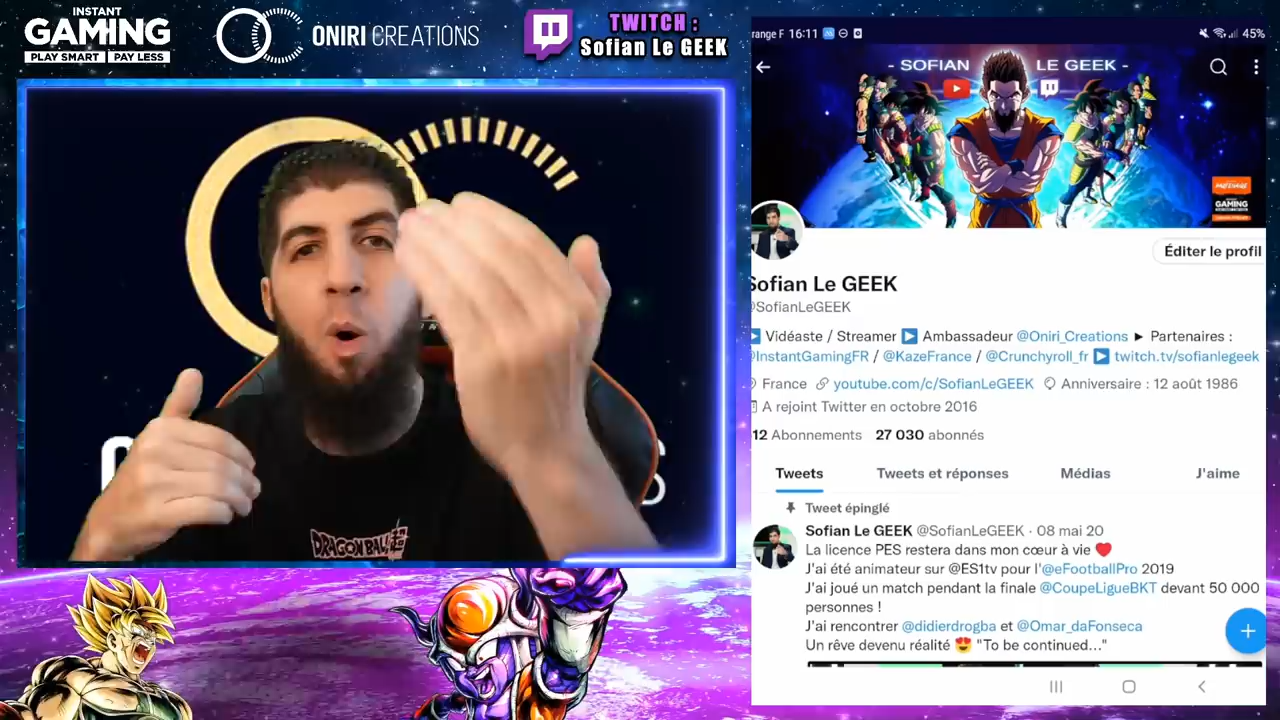 INSTANT
GAMING
PLAY SMART PAY LESS
ONIRI CREATIONS
TWITCH :
Sofian Le GEEK
DRAGON BALL
range F 16:11
45%
- SOFIAN LE GEEK -
GAMING
Éditer le profil
Sofian Le GEEK
@SofianLeGEEK
Vidéaste / Streamer Ambassadeur @Oniri_Creations ► Partenaires :
@InstantGamingFR / @KazeFrance / @Crunchyroll_fr twitch.tv/sofianlegeek
France youtube.com/c/SofianLeGEEK Anniversaire : 12 août 1986
A rejoint Twitter en octobre 2016
12 Abonnements 27 030 abonnés
Tweets Tweets et réponses Médias J'aime
Tweet épinglé
Sofian Le GEEK @SofianLeGEEK · 08 mai 20
La licence PES restera dans mon cœur à vie ❤️
J'ai été animateur sur @ES1tv pour l'@eFootballPro 2019
J'ai joué un match pendant la finale @CoupeLigueBKT devant 50 000
personnes !
J'ai rencontrer @didierdrogba et @Omar_daFonseca
Un rêve devenu réalité 😍 "To be continued..."